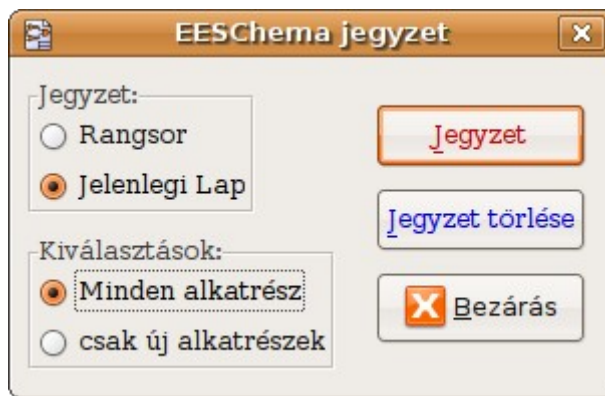 EESChema jegyzet
Jegyzet:
Rangsor
Jelenlegi Lap
Kiválasztások:
Minden alkatrész
csak új alkatrészek
Jegyzet
Jegyzet törlése
Bezárás